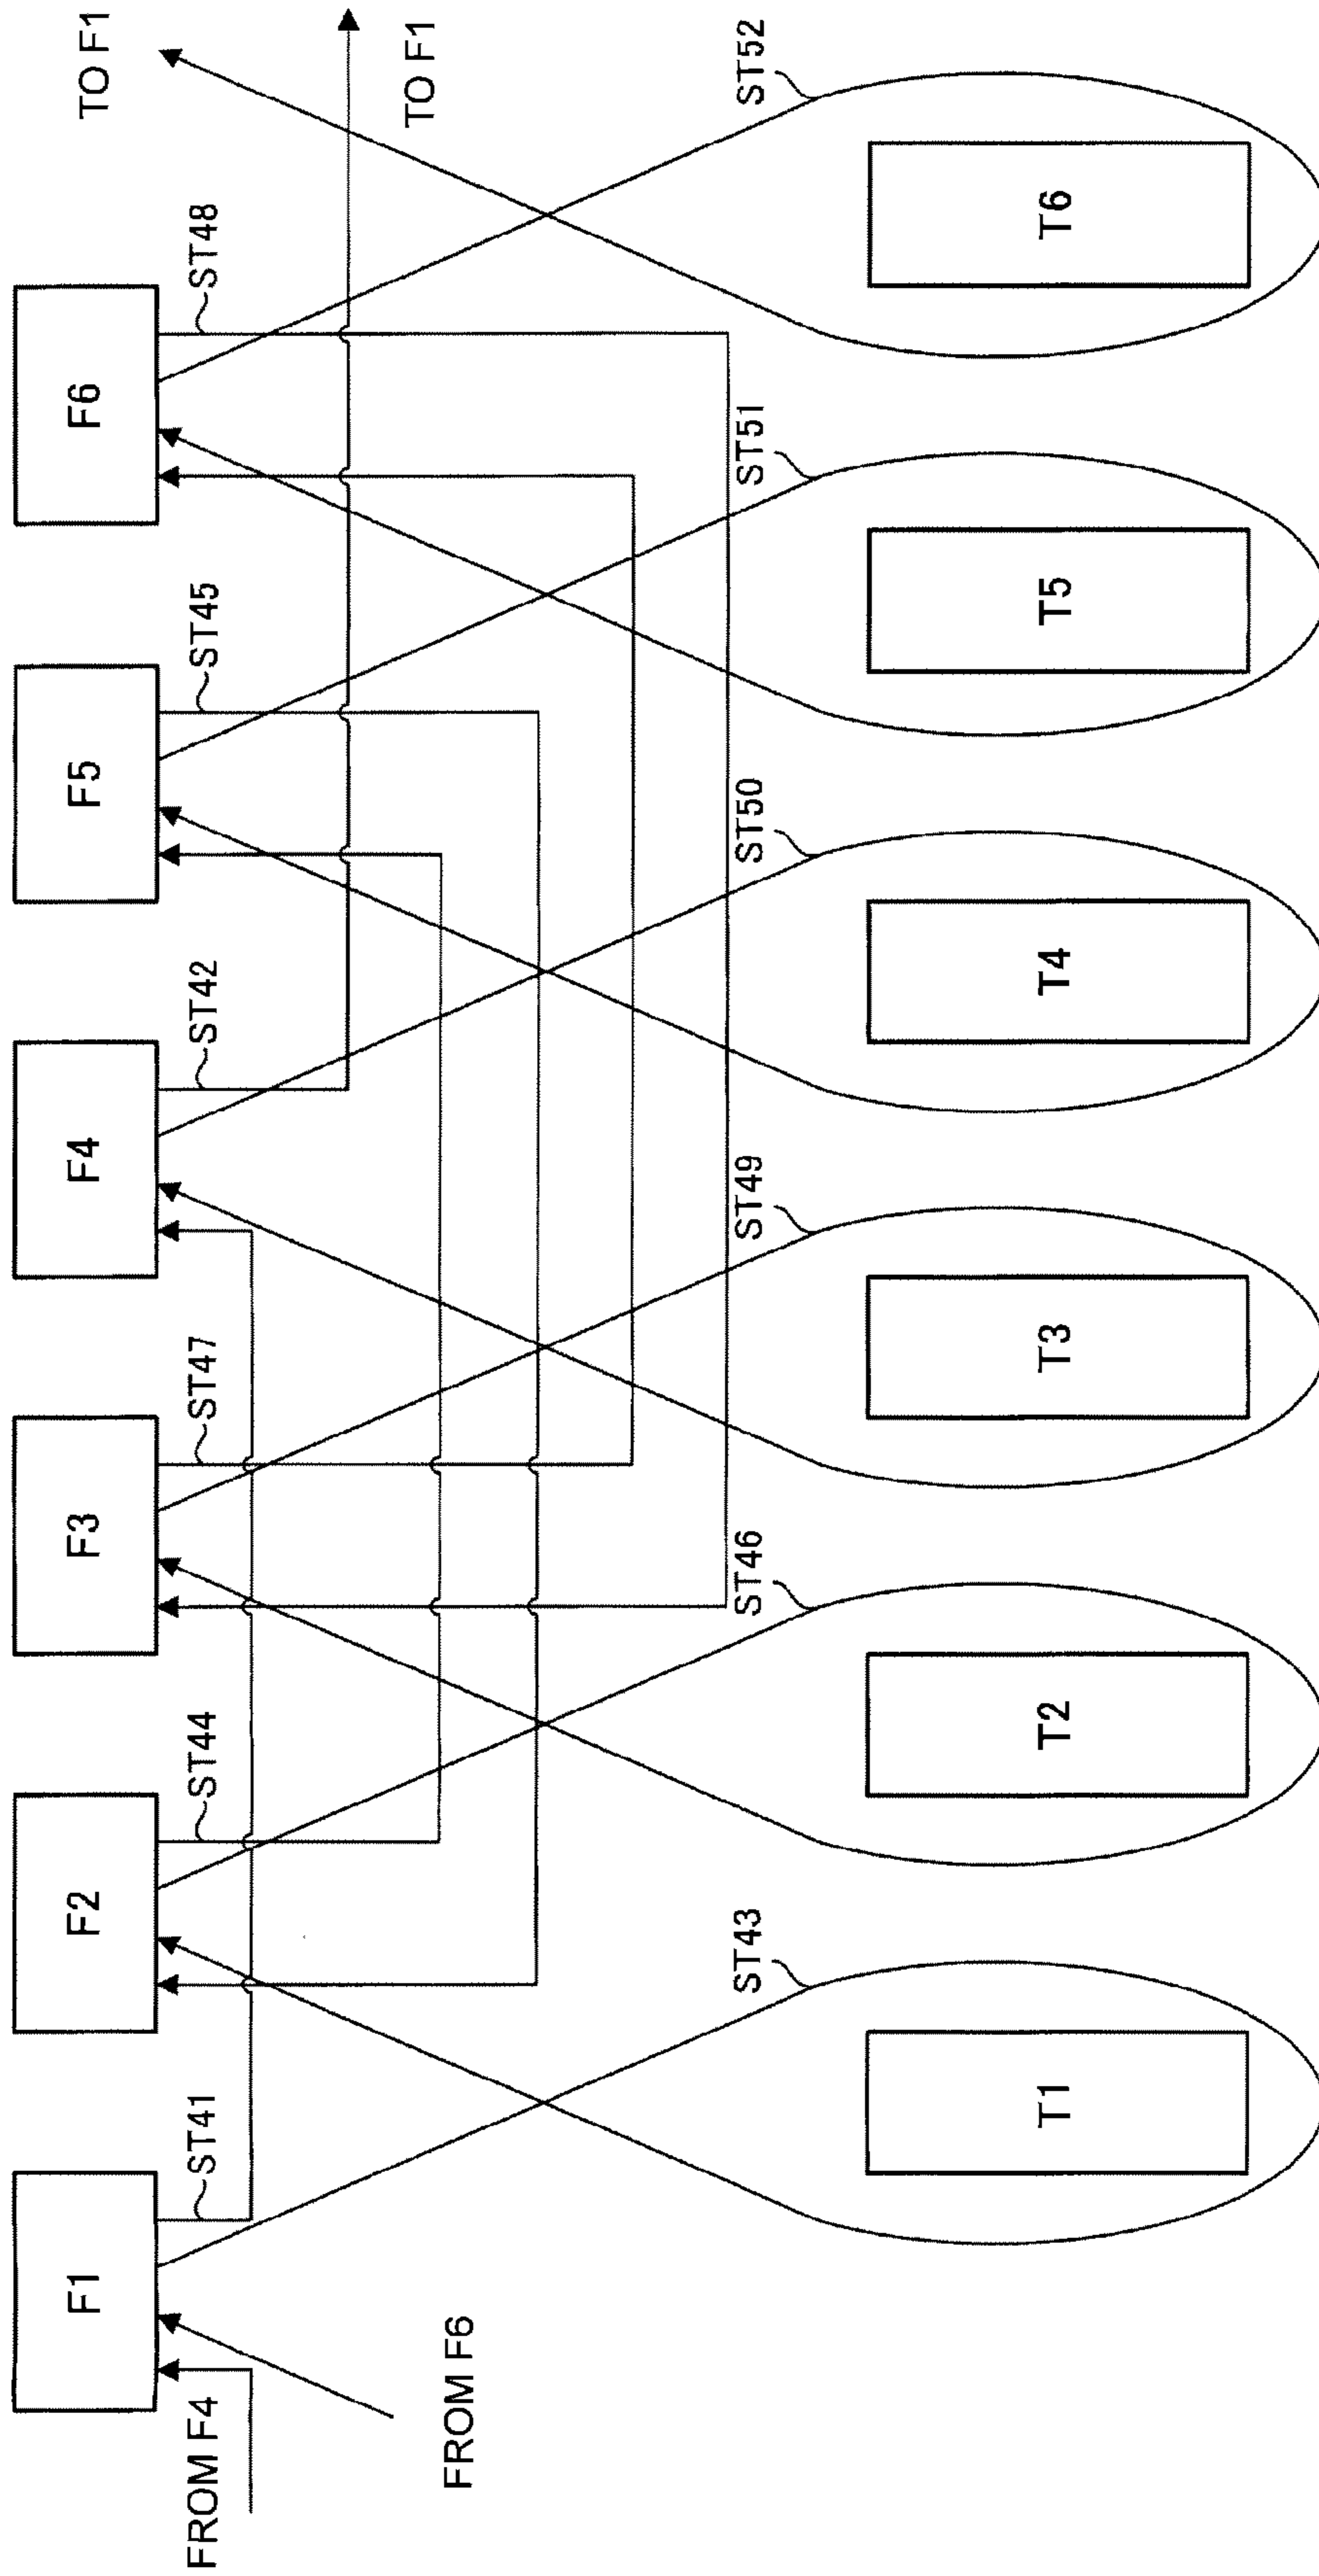 F1
F2
F3
F4
F5
F6
TO F1
FROM F4
ST41
ST44
ST47
ST42
ST45
ST48
TO F1
FROM F6
ST43
ST46
ST49
ST50
ST51
ST52
T1
T2
T3
T4
T5
T6